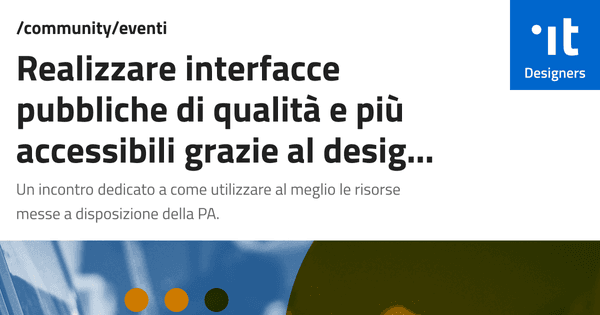 /community/eventi
Realizzare interfacce
pubbliche di qualità e più
accessibili grazie al desig...
Un incontro dedicato a come utilizzare al meglio le risorse
messe a disposizione della PA.
it
Designers